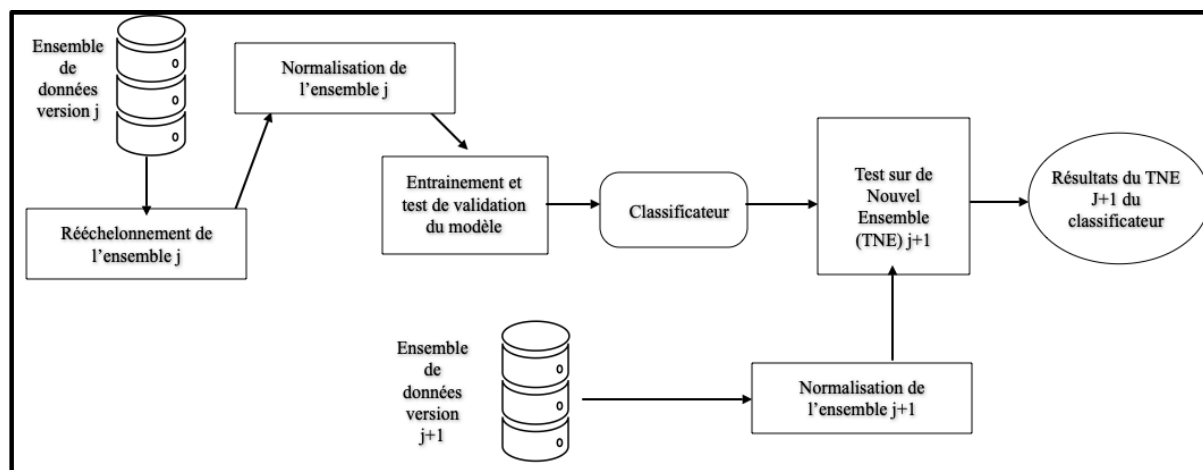 Ensemble
de
données
version j
Rééchelonnement de
l'ensemble j
Normalisation de
l'ensemble j
Entrainement et
test de validation
du modèle
Classificateur
Test sur de
Nouvel
Ensemble
(TNE) j+1
Résultats du TNE
J+1 du
classificateur
Ensemble
de
données
version
j+1
Normalisation de
l'ensemble j+1